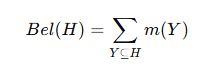 Bel(H) = ∑_{Y⊆H} m(Y)